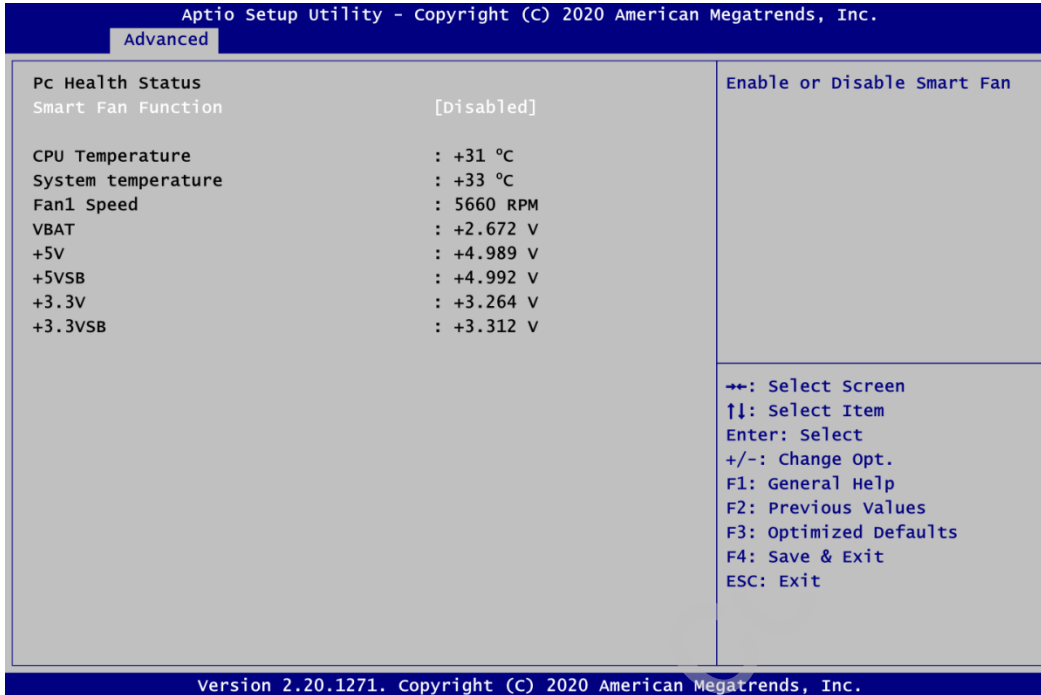 Aptio Setup Utility - Copyright (C) 2020 American Megatrends, Inc.
Advanced
Pc Health Status
Smart Fan Function [Disabled]
CPU Temperature : +31 °C
System temperature : +33 °C
Fan1 Speed : 5660 RPM
VBAT : +2.672 V
+5V : +4.989 V
+5VSB : +4.992 V
+3.3V : +3.264 V
+3.3VSB : +3.312 V
Enable or Disable Smart Fan
→←: Select Screen
↑↓: Select Item
Enter: Select
+/-: Change Opt.
F1: General Help
F2: Previous Values
F3: Optimized Defaults
F4: Save & Exit
ESC: Exit
Version 2.20.1271. Copyright (C) 2020 American Megatrends, Inc.